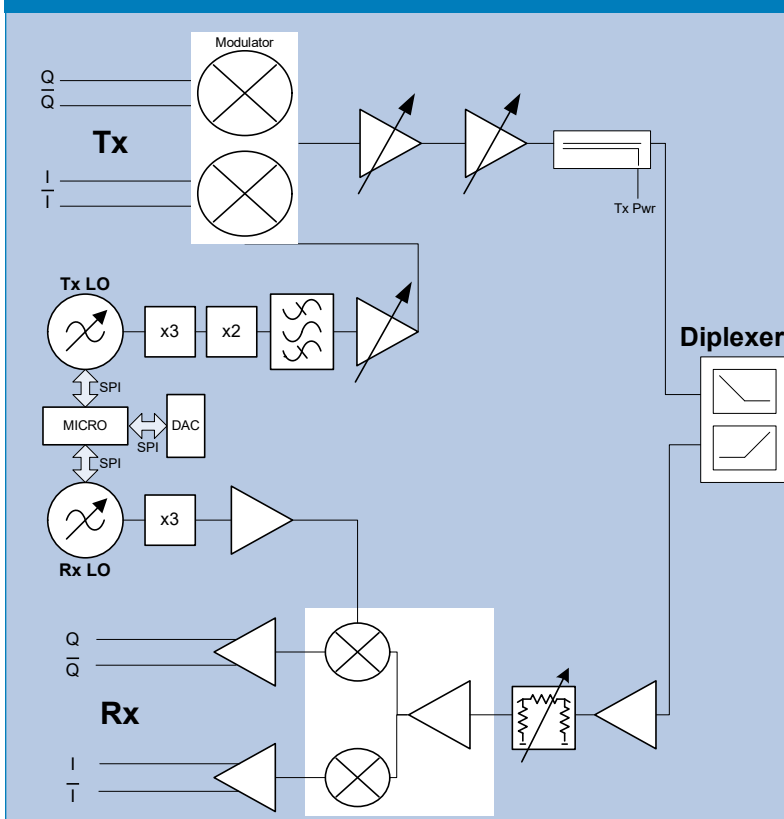 Modulator
Q
Q̅
Tx
I
I̅
Tx Pwr
Tx LO
x3
x2
Diplexer
SPI
MICRO
DAC
SPI
SPI
x3
Rx LO
Q
Q̅
Rx
I
I̅